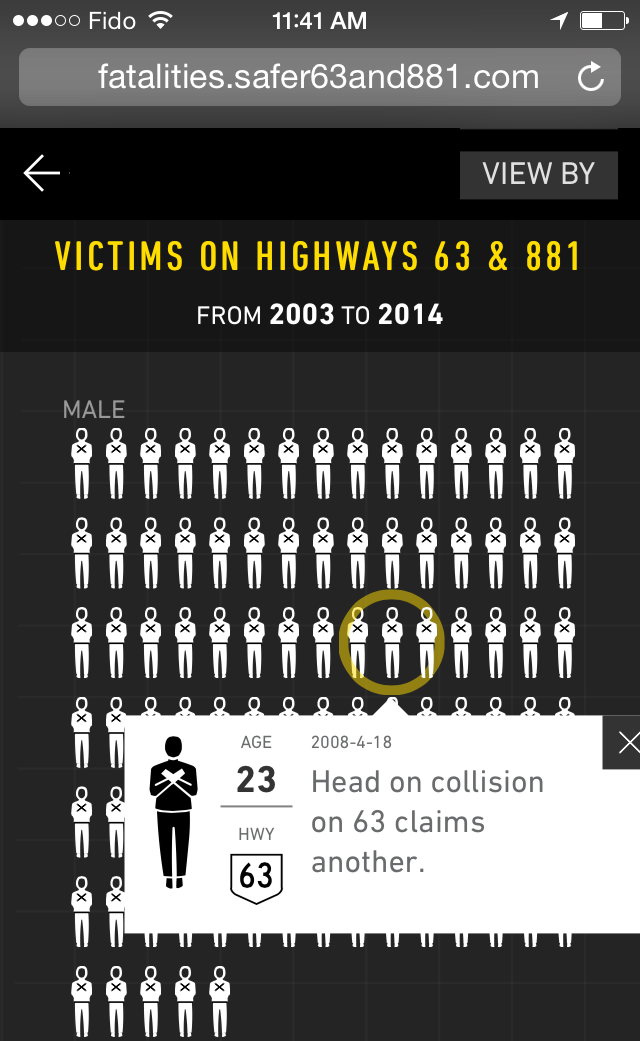 Fido 11:41 AM
fatalities.safer63and881.com
VIEW BY
VICTIMS ON HIGHWAYS 63 & 881
FROM 2003 TO 2014
MALE
AGE
23
HWY
63
2008-4-18
Head on collision
on 63 claims
another.